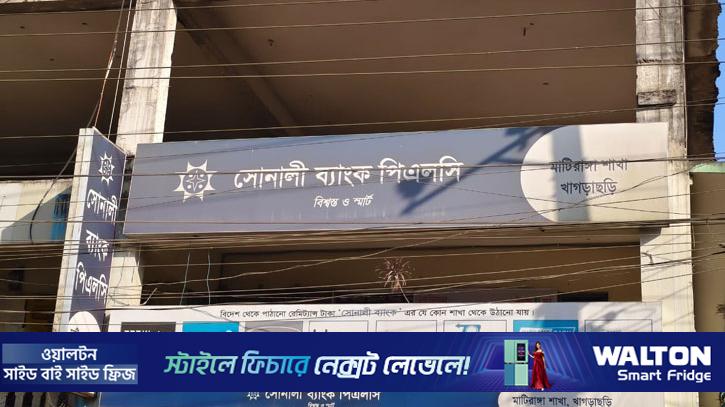 সোনালী ব্যাংক পিএলসি
বিশ্বস্ত ও স্মার্ট
মাটিরাঙ্গা শাখা
খাগড়াছড়ি
সোনালী
ব্যাংক
পিএলসি
বিদেশ থেকে পাঠানো রেমিট্যান্স টাকা 'সোনালী ব্যাংক' এর যে কোন শাখা থেকে উঠানো যায়।
ওয়ালটন
সাইড বাই সাইড ফ্রিজ
স্টাইলে ফিচারে নেক্সট লেভেলে!
WALTON
Smart Fridge
সোনালী ব্যাংক পিএলসি
মাটিরাঙ্গা শাখা, খাগড়াছড়ি